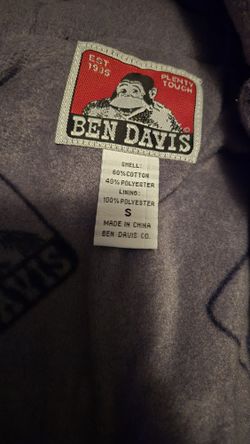 EST 1935
PLENTY TOUGH
BEN DAVIS
©
SHELL:
60%COTTON
40%POLYESTER
LINING:
100%POLYESTER
S
MADE IN CHINA
BEN DAVIS CO.
DAVIS